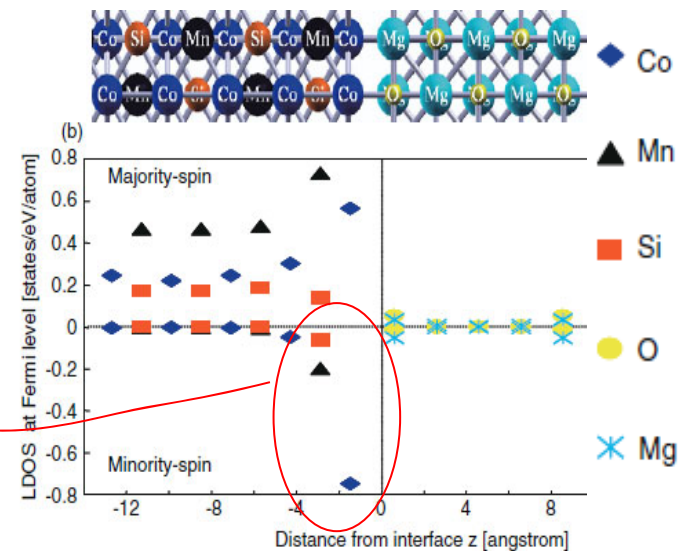 Co Si Co Mn Co Si Co Mn Co Mg O Mg O Mg
Co Mn Co Si Co Mn Co Si Co O Mg O Mg O
(b)
0.8
0.6
0.4
0.2
0
-0.2
-0.4
-0.6
-0.8
LDOS at Fermi level [states/eV/atom]
Majority-spin
Minority-spin
-12 -8 -4 0 4 8
Distance from interface z [angstrom]
Co
Mn
Si
O
Mg